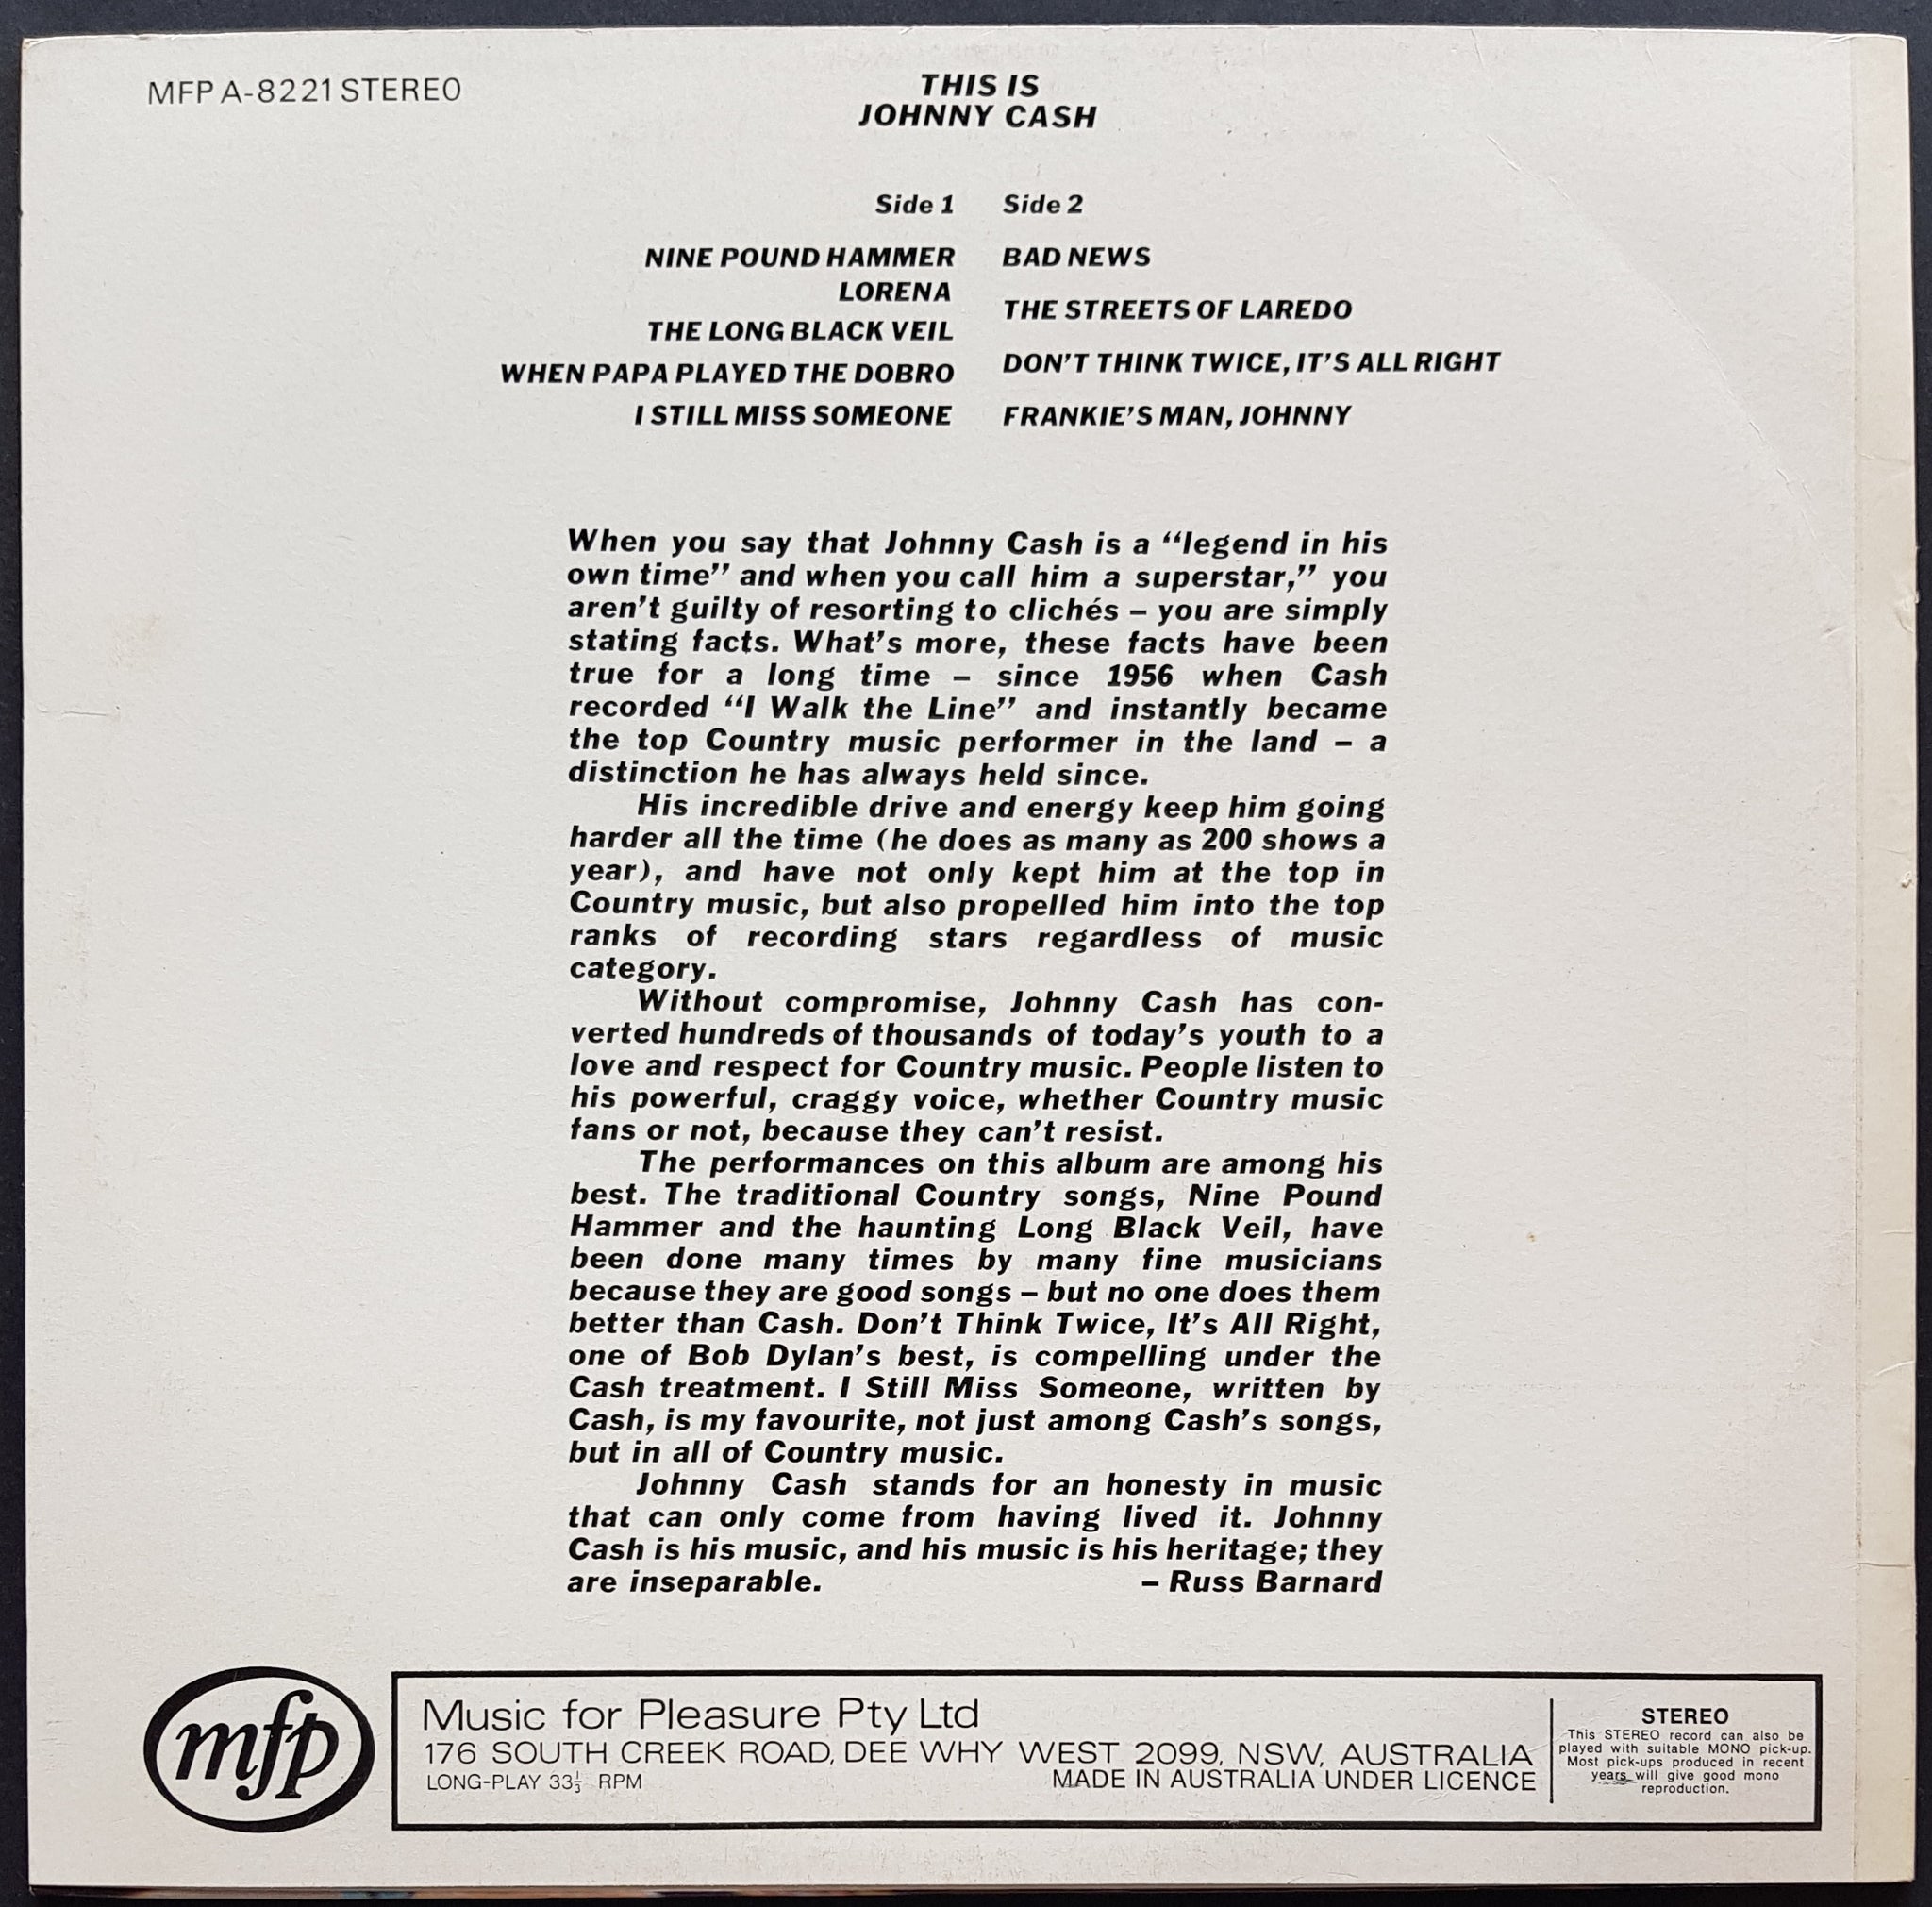 MFP A-8221 STEREO
THIS IS
JOHNNY CASH
Side 1
NINE POUND HAMMER
LORENA
THE LONG BLACK VEIL
WHEN PAPA PLAYED THE DOBRO
I STILL MISS SOMEONE
Side 2
BAD NEWS
THE STREETS OF LAREDO
DON'T THINK TWICE, IT'S ALL RIGHT
FRANKIE'S MAN, JOHNNY
When you say that Johnny Cash is a “legend in his
own time” and when you call him a superstar,” you
aren't guilty of resorting to clichés – you are simply
stating facts. What's more, these facts have been
true for a long time – since 1956 when Cash
recorded “I Walk the Line” and instantly became
the top Country music performer in the land – a
distinction he has always held since.
His incredible drive and energy keep him going
harder all the time (he does as many as 200 shows a
year), and have not only kept him at the top in
Country music, but also propelled him into the top
ranks of recording stars regardless of music
category.
Without compromise, Johnny Cash has con-
verted hundreds of thousands of today's youth to a
love and respect for Country music. People listen to
his powerful, craggy voice, whether Country music
fans or not, because they can't resist.
The performances on this album are among his
best. The traditional Country songs, Nine Pound
Hammer and the haunting Long Black Veil, have
been done many times by many fine musicians
because they are good songs – but no one does them
better than Cash. Don't Think Twice, It's All Right,
one of Bob Dylan's best, is compelling under the
Cash treatment. I Still Miss Someone, written by
Cash, is my favourite, not just among Cash's songs,
but in all of Country music.
Johnny Cash stands for an honesty in music
that can only come from having lived it. Johnny
Cash is his music, and his music is his heritage; they
are inseparable. – Russ Barnard
mfp
Music for Pleasure Pty Ltd
176 SOUTH CREEK ROAD, DEE WHY WEST 2099, NSW, AUSTRALIA
LONG-PLAY 33⅓ RPM MADE IN AUSTRALIA UNDER LICENCE
STEREO
This STEREO record can also be
played with suitable MONO pick-up.
Most pick-ups produced in recent
years will give good mono
reproduction.